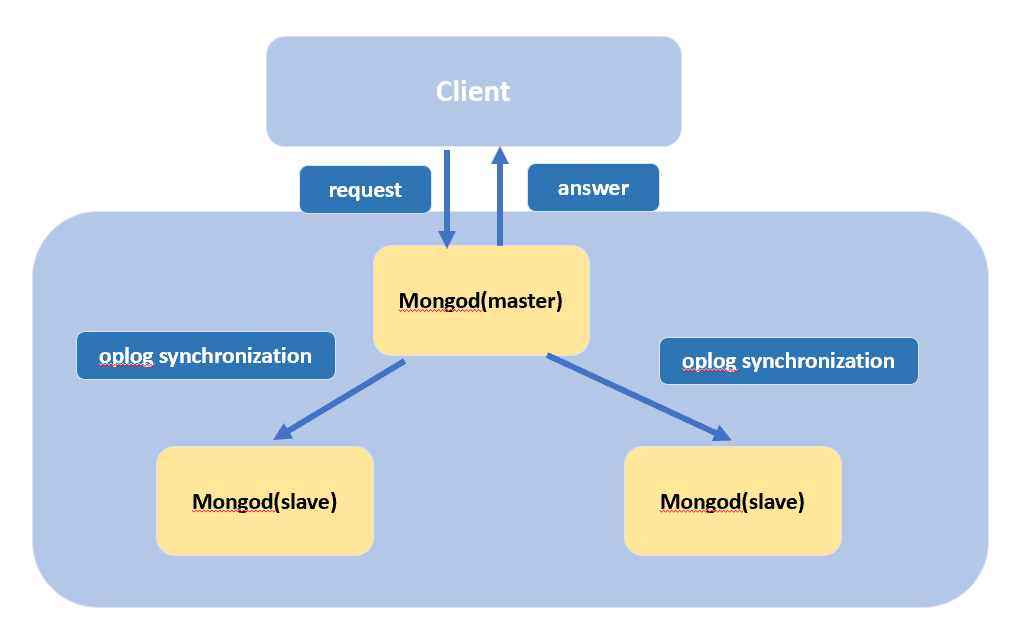 Client
request
answer
Mongod(master)
oplog synchronization
oplog synchronization
Mongod(slave)
Mongod(slave)